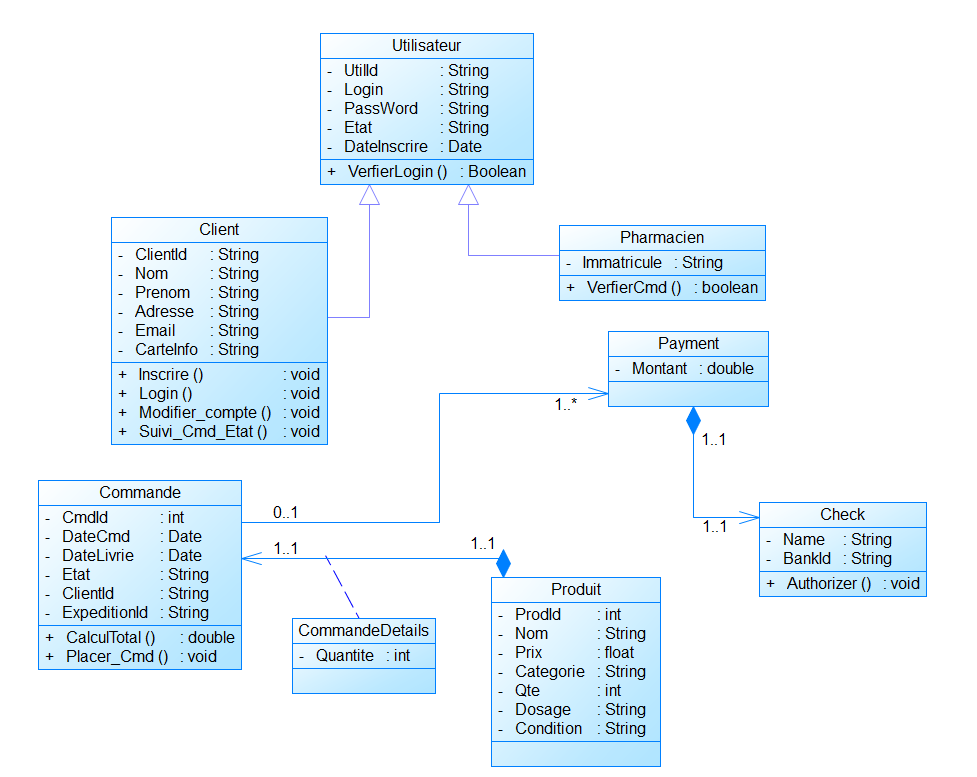 Utilisateur
- UtilId : String
- Login : String
- PassWord : String
- Etat : String
- DateInscrire : Date
+ VerfierLogin () : Boolean
Client
- ClientId : String
- Nom : String
- Prenom : String
- Adresse : String
- Email : String
- CarteInfo : String
+ Inscrire () : void
+ Login () : void
+ Modifier_compte () : void
+ Suivi_Cmd_Etat () : void
Pharmacien
- Immatricule : String
+ VerfierCmd () : boolean
Payment
- Montant : double
1..*
1..1
1..1
Check
- Name : String
- BankId : String
+ Authorizer () : void
Commande
- CmdId : int
- DateCmd : Date
- DateLivrie : Date
- Etat : String
- ClientId : String
- ExpeditionId : String
+ CalculTotal () : double
+ Placer_Cmd () : void
0..1
1..1
1..1
CommandeDetails
- Quantite : int
Produit
- ProdId : int
- Nom : String
- Prix : float
- Categorie : String
- Qte : int
- Dosage : String
- Condition : String